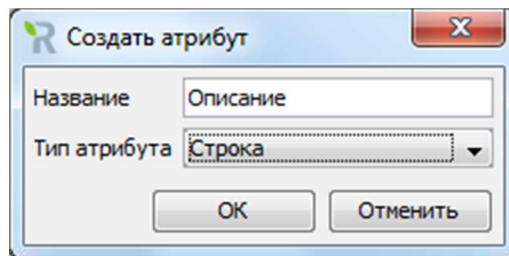 Создать атрибут
Название Описание
Тип атрибута Строка
OK Отменить